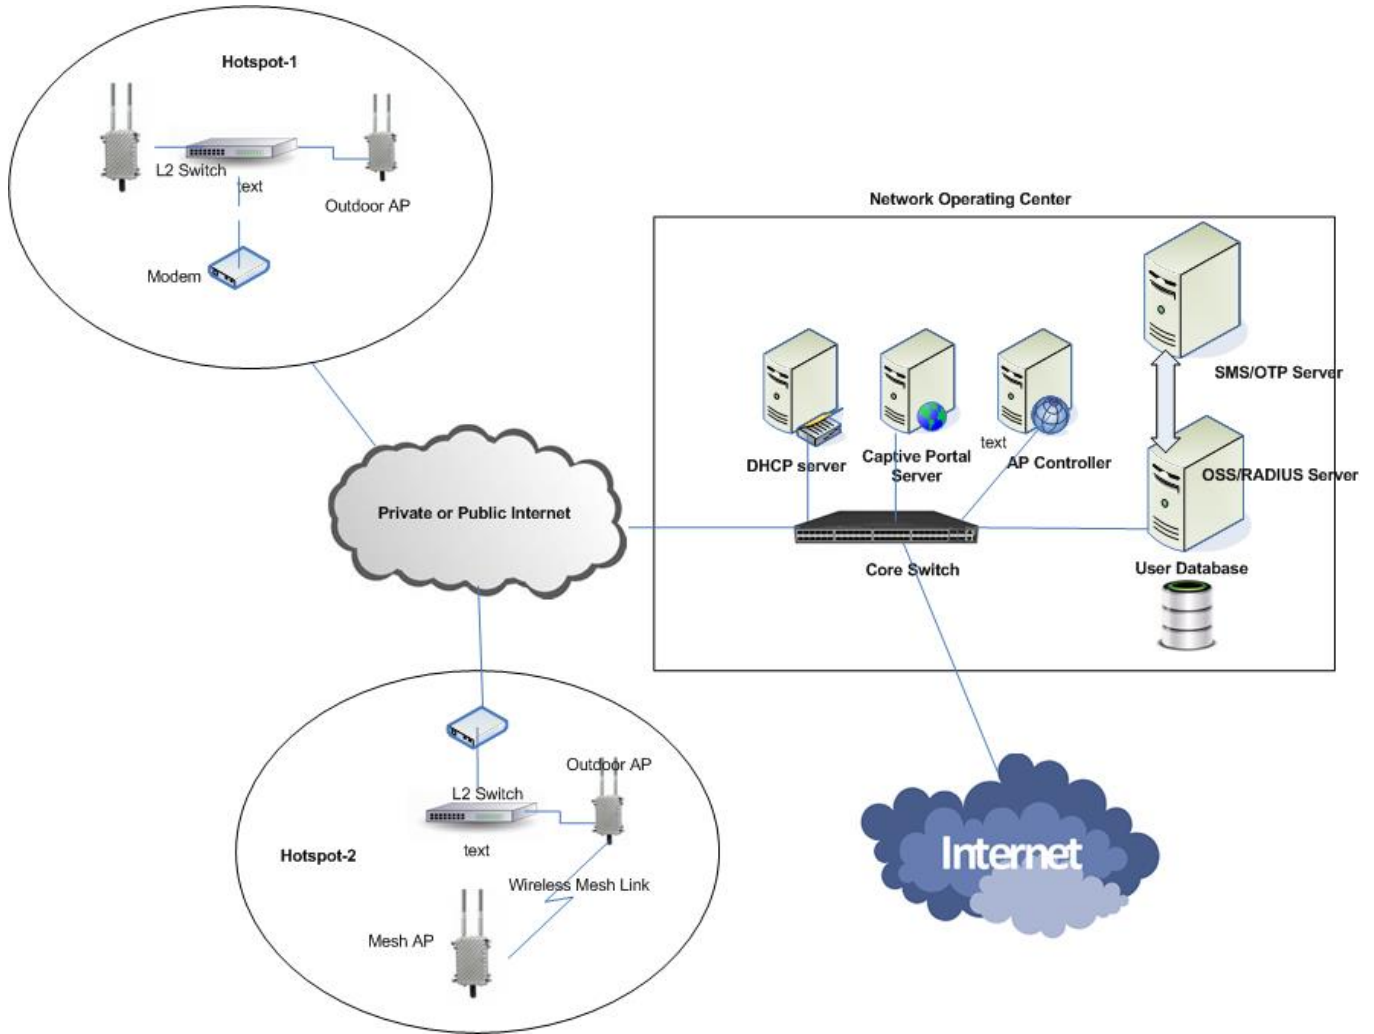 Hotspot-1
L2 Switch
text
Outdoor AP
Modem
Network Operating Center
SMS/OTP Server
DHCP server
Captive Portal
Server
text
AP Controller
OSS/RADIUS Server
Private or Public Internet
Core Switch
User Database
Outdoor AP
L2 Switch
Hotspot-2
text
Wireless Mesh Link
Mesh AP
Internet